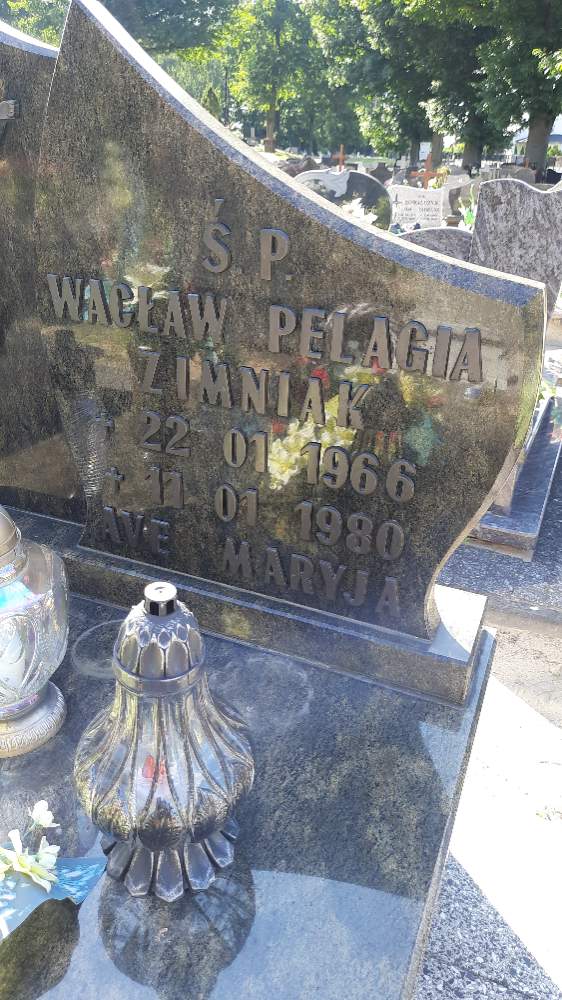 Ś. P.
WACŁAW PELAGIA
ZIMNIAK
† 22 01 1966
† 11 01 1980
AVE MARYJA